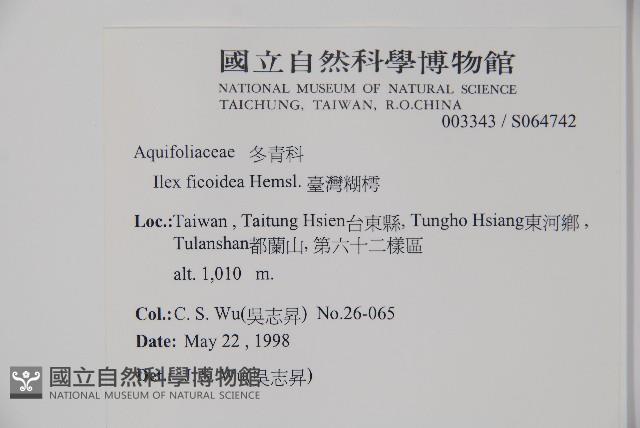 國立自然科學博物館
NATIONAL MUSEUM OF NATURAL SCIENCE
TAICHUNG, TAIWAN, R.O.CHINA
003343 / S064742
Aquifoliaceae 冬青科
Ilex ficoidea Hemsl. 臺灣糊樗
Loc.:Taiwan , Taitung Hsien台東縣, Tungho Hsiang東河鄉 ,
Tulanshan都蘭山, 第六十二樣區
alt. 1,010 m.
Col.: C. S. Wu(吳志昇) No.26-065
Date: May 22 , 1998
(吳志昇)
國立自然科學博物館
NATIONAL MUSEUM OF NATURAL SCIENCE